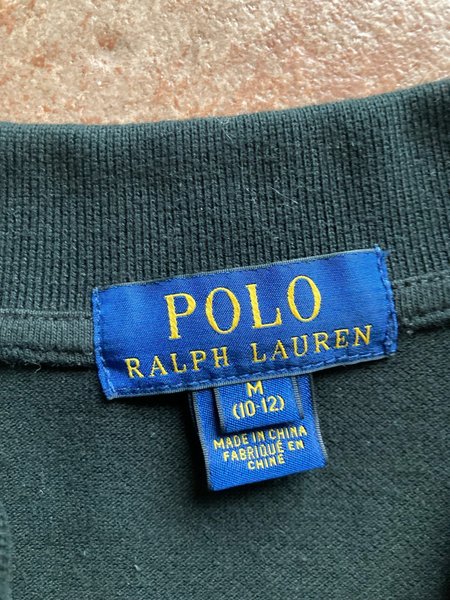 POLO
RALPH LAUREN
M
(10-12)
MADE IN CHINA
FABRIQUÉ EN
CHINE